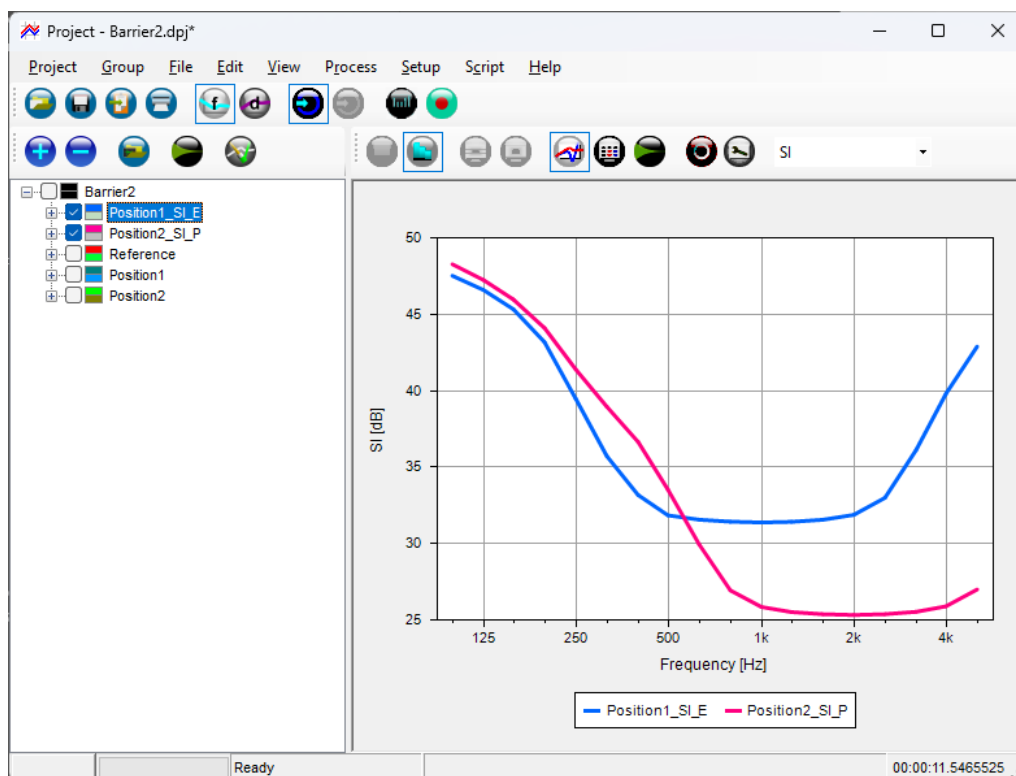 Project - Barrier2.dpj*
Project Group File Edit View Process Setup Script Help
f d
SI
Barrier2
Position1_SI_E
Position2_SI_P
Reference
Position1
Position2
50
45
40
35
30
25
SI [dB]
125 250 500 1k 2k 4k
Frequency [Hz]
Position1_SI_E Position2_SI_P
Ready 00:00:11.5465525